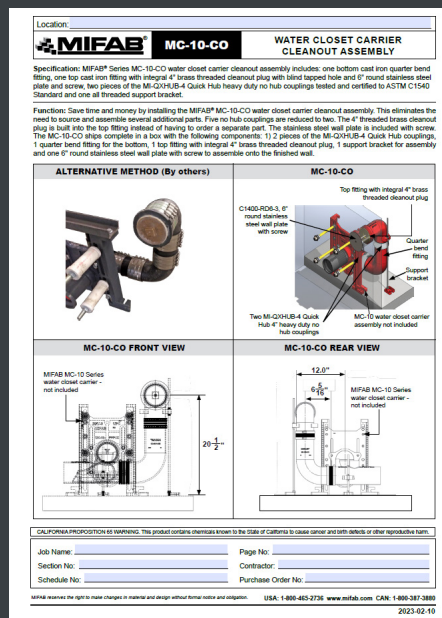 Location:
MIFAB®
MC-10-CO
WATER CLOSET CARRIER
CLEANOUT ASSEMBLY
Specification: MIFAB® Series MC-10-CO water closet carrier cleanout assembly includes: one bottom cast iron quarter bend
fitting, one top cast iron fitting with integral 4" brass threaded cleanout plug with blind tapped hole and 6" round stainless steel
plate and screw, two pieces of the MI-QXHUB-4 Quick Hub heavy duty no hub couplings tested and certified to ASTM C1540
Standard and one all threaded support bracket.
Function: Save time and money by installing the MIFAB® MC-10-CO water closet carrier cleanout assembly. This eliminates the
need to source and assemble several additional parts. Five no hub couplings are reduced to two. The 4" threaded brass cleanout
plug is built into the top fitting instead of having to order a separate part. The stainless steel wall plate is included with screw.
The MC-10-CO ships complete in a box with the following components: 1) 2 pieces of the MI-QXHUB-4 Quick Hub couplings,
1 quarter bend fitting for the bottom, 1 top fitting with integral 4" brass threaded cleanout plug, 1 support bracket for assembly
and one 6" round stainless steel wall plate with screw to assemble onto the finished wall.
ALTERNATIVE METHOD (By others)
MC-10-CO
Top fitting with integral 4" brass
threaded cleanout plug
C1400-RD6-3, 6"
round stainless
steel wall plate
with screw
Quarter
bend
fitting
Support
bracket
Two MI-QXHUB-4 Quick
Hub 4" heavy duty no
hub couplings
MC-10 water closet carrier
assembly not included
MC-10-CO FRONT VIEW
MC-10-CO REAR VIEW
MIFAB MC-10 Series
water closet carrier -
not included
20 1/2"
12.0"
6 5/16"
MIFAB MC-10 Series
water closet carrier -
not included
CALIFORNIA PROPOSITION 65 WARNING. This product contains chemicals known to the State of California to cause cancer and birth defects or other reproductive harm.
Job Name:
Page No:
Section No:
Contractor:
Schedule No:
Purchase Order No:
MIFAB reserves the right to make changes in material and design without formal notice and obligation.
USA: 1-800-465-2736 www.mifab.com CAN: 1-800-387-3880
2023-02-10